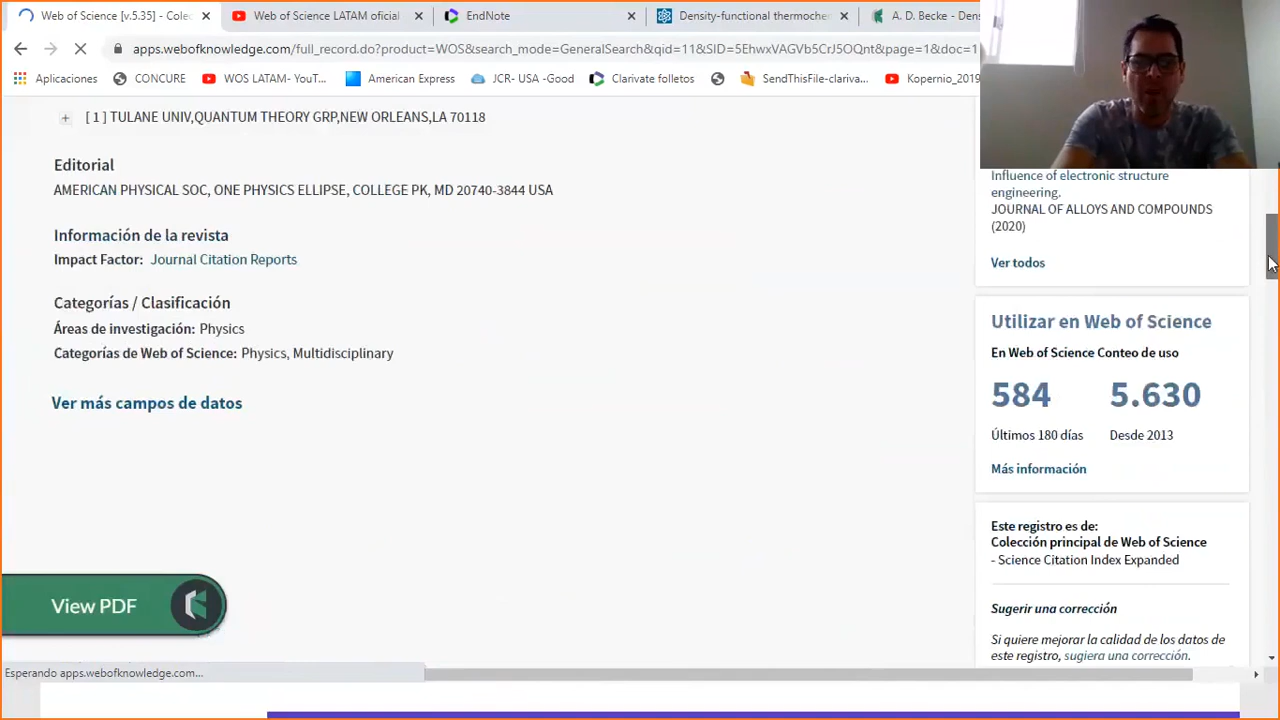 Web of Science [v.5.35] - Colec
Web of Science LATAM oficial
EndNote
Density-functional thermocher
A. D. Becke - Dens
apps.webofknowledge.com/full_record.do?product=WOS&search_mode=GeneralSearch&qid=11&SID=5EhwxVAGVb5CrJ5OQnt&page=1&doc=1
Aplicaciones
CONCURE
WOS LATAM- YouT...
American Express
JCR- USA -Good
Clarivate folletos
SendThisFile-clariva...
Kopernio_2019
[ 1 ] TULANE UNIV,QUANTUM THEORY GRP,NEW ORLEANS,LA 70118
Editorial
AMERICAN PHYSICAL SOC, ONE PHYSICS ELLIPSE, COLLEGE PK, MD 20740-3844 USA
Información de la revista
Impact Factor: Journal Citation Reports
Categorías / Clasificación
Áreas de investigación: Physics
Categorías de Web of Science: Physics, Multidisciplinary
Ver más campos de datos
View PDF
Esperando apps.webofknowledge.com...
Influence of electronic structure
engineering.
JOURNAL OF ALLOYS AND COMPOUNDS
(2020)
Ver todos
Utilizar en Web of Science
En Web of Science Conteo de uso
584 5.630
Últimos 180 días Desde 2013
Más información
Este registro es de:
Colección principal de Web of Science
- Science Citation Index Expanded
Sugerir una corrección
Si quiere mejorar la calidad de los datos de
este registro, sugiera una corrección.